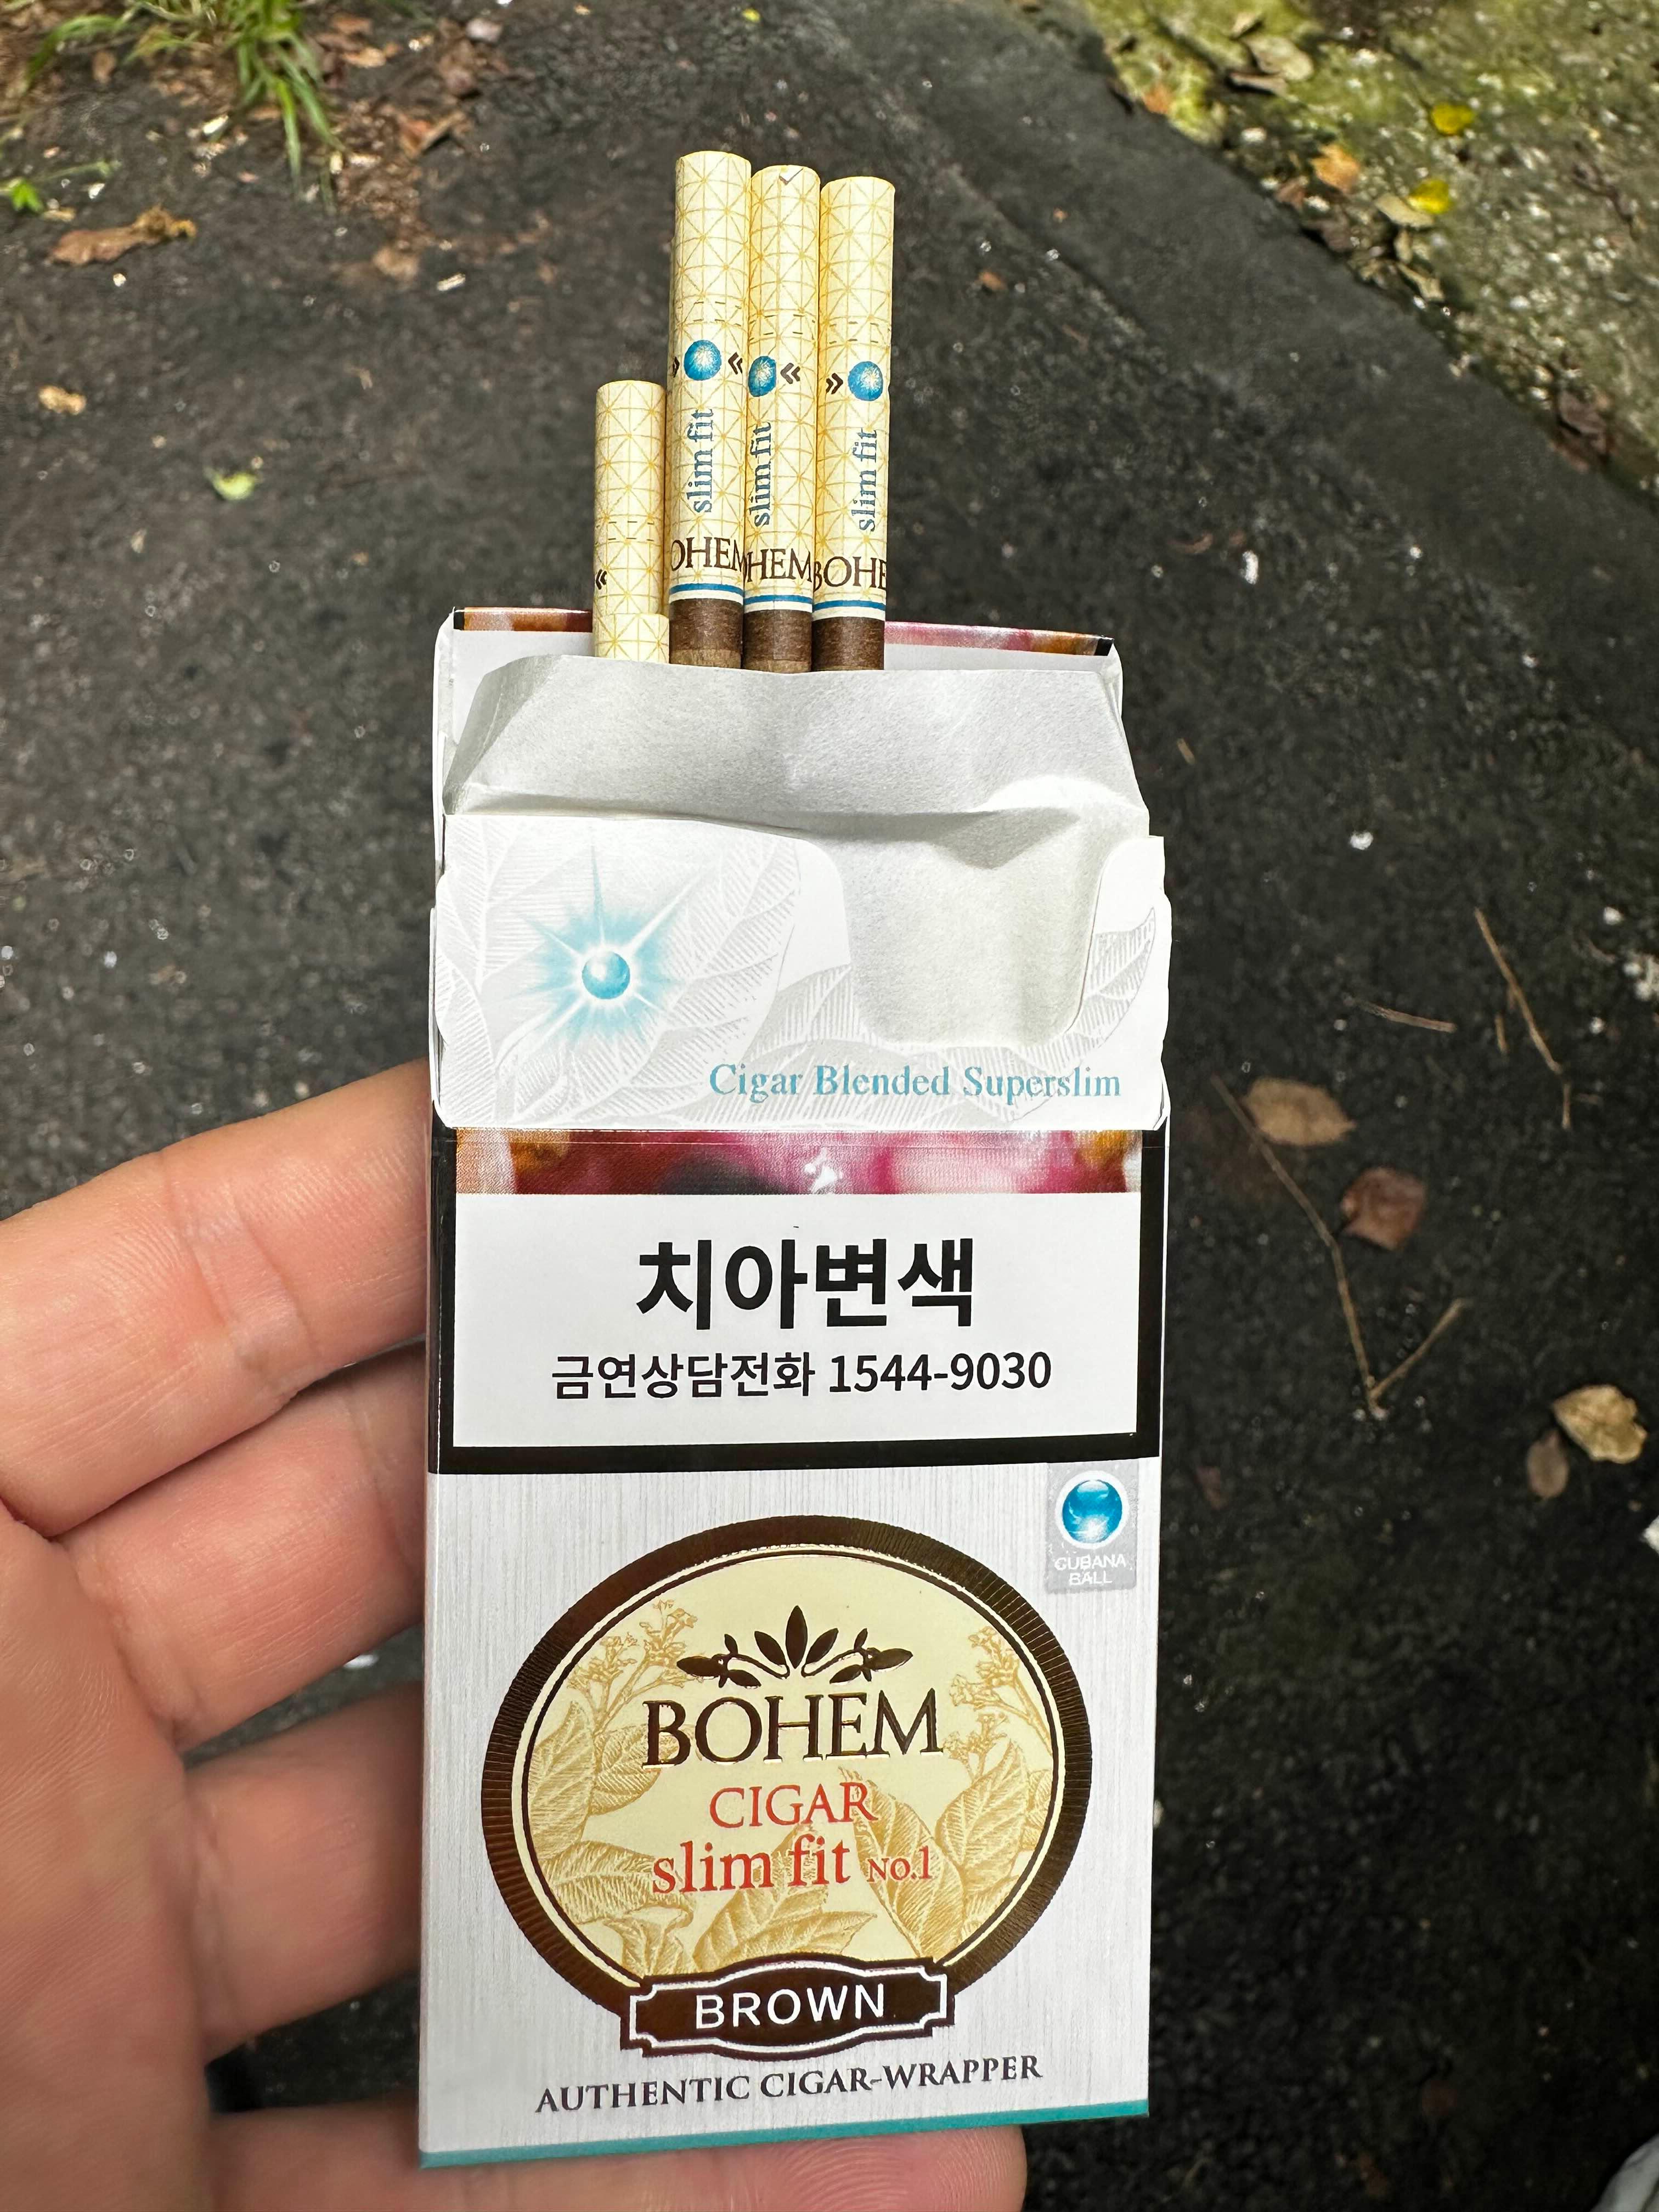 slim fit
slim fit
slim fit
OHEM
HEM
BOHE
Cigar Blended Superslim
치아변색
금연상담전화 1544-9030
CUBANA
BALL
BOHEM
CIGAR
slim fit No.1
BROWN
AUTHENTIC CIGAR-WRAPPER